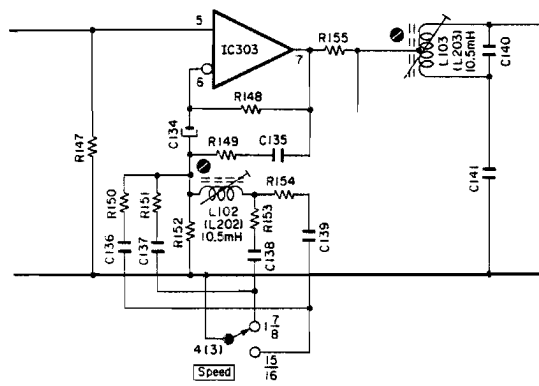 5
IC303
6
7
R155
L103
(L203)
10.5mH
C140
R148
C134
R149
C135
R147
R154
R150
R151
R152
L102
(L202)
10.5mH
R153
C141
C136
C137
C138
C139
1 7/8
4(3)
15/16
Speed